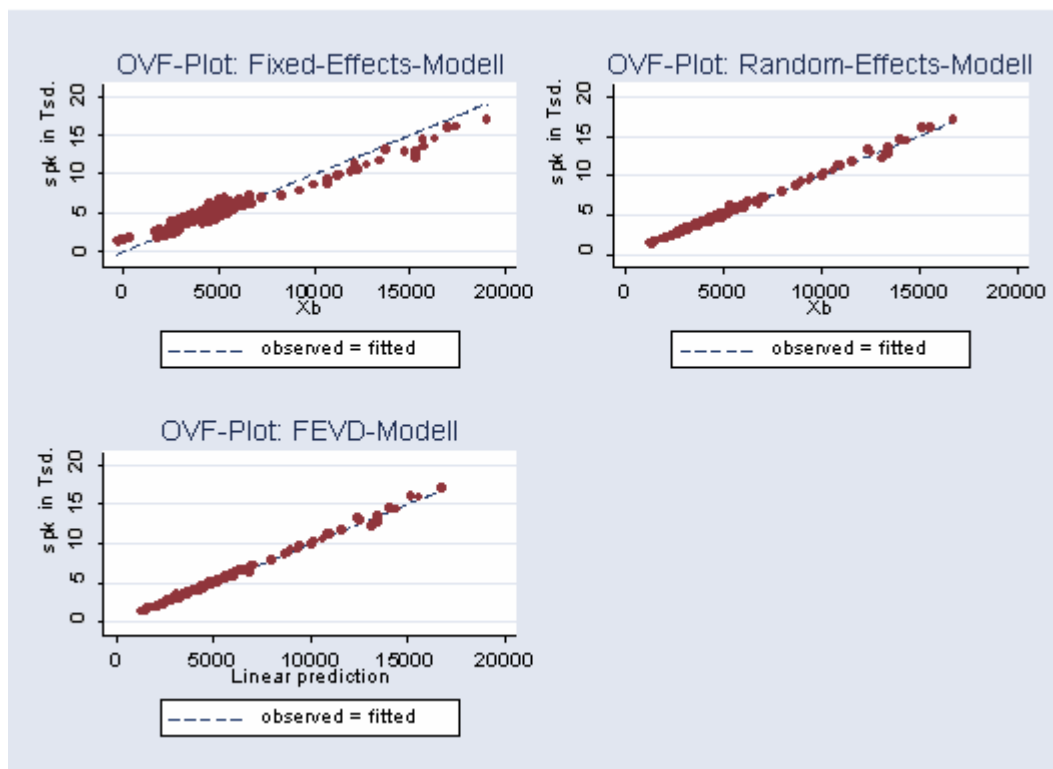 OVF-Plot: Fixed-Effects-Modell
spk in Tsd.
20
15
10
5
0
0 5000 10000 15000 20000
Xb
observed = fitted
OVF-Plot: Random-Effects-Modell
spk in Tsd.
20
15
10
5
0
0 5000 10000 15000 20000
Xb
observed = fitted
OVF-Plot: FEVD-Modell
spk in Tsd.
20
15
10
5
0
0 5000 10000 15000 20000
Linear prediction
observed = fitted